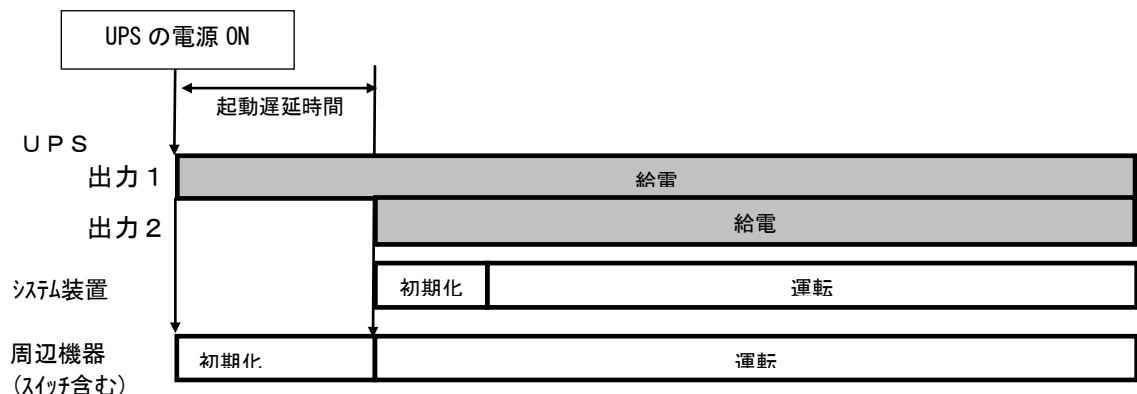 UPS の電源 ON
起動遅延時間
ＵＰＳ
出力１
給電
出力２
給電
ｼｽﾃﾑ装置
初期化
運転
周辺機器
(ｽｲｯﾁ含む)
初期化
運転